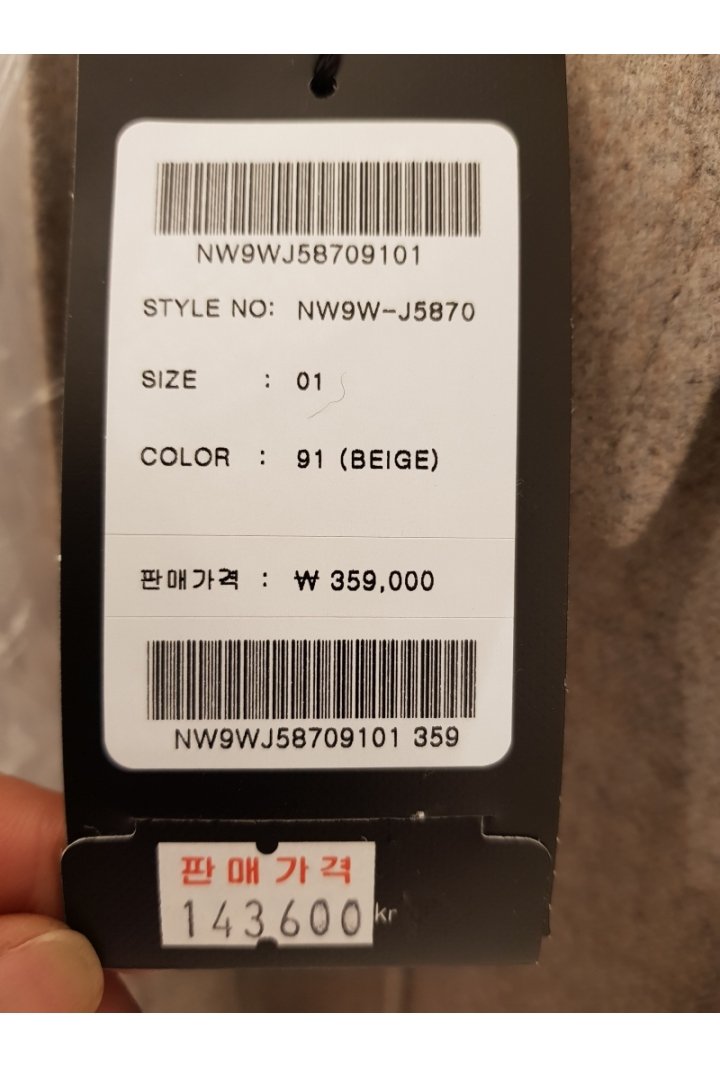 NW9WJ58709101
STYLE NO: NW9W-J5870
SIZE : 01
COLOR : 91 (BEIGE)
판매가격 : ₩ 359,000
NW9WJ58709101 359
판매가격
143600
kr